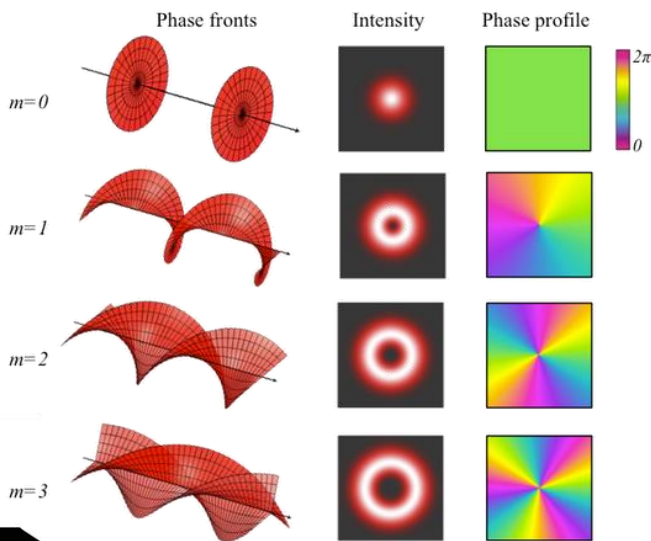 Phase fronts Intensity Phase profile
m=0
2π
0
m=1
m=2
m=3